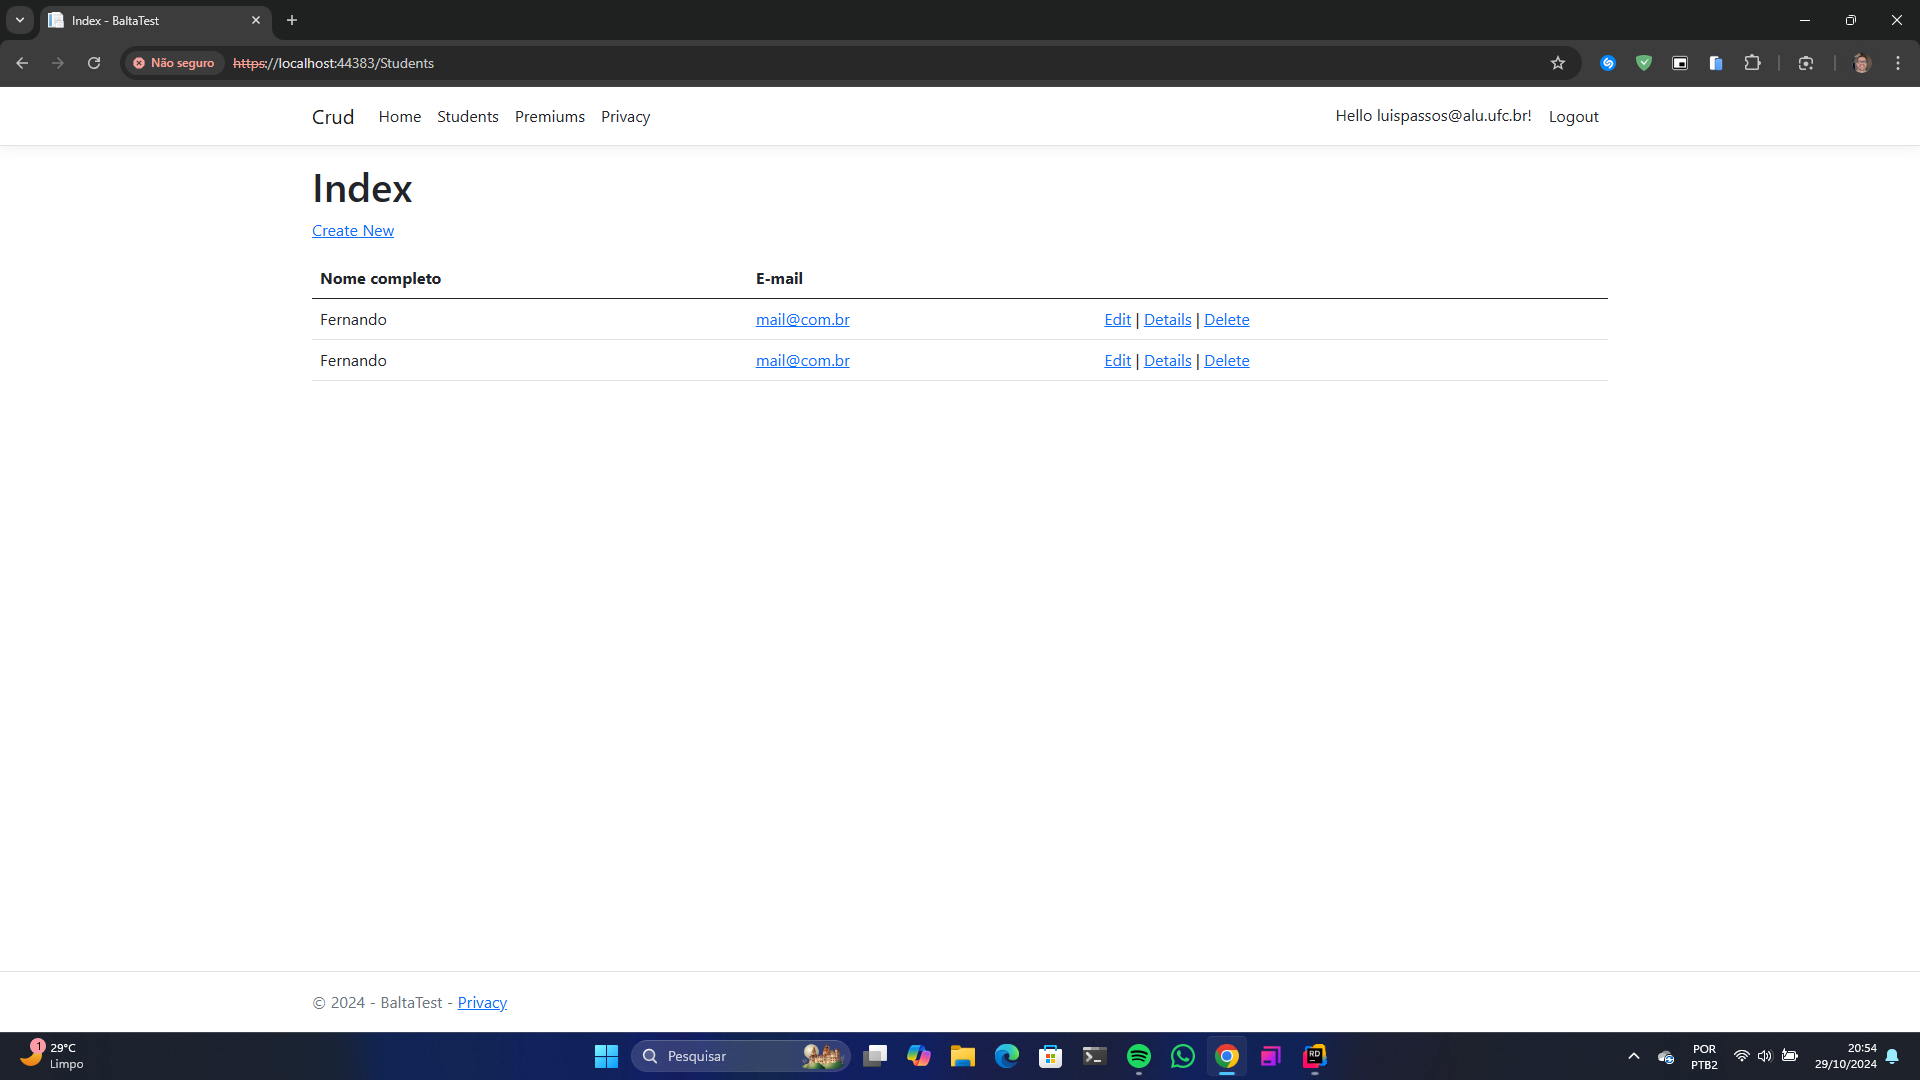 Index - BaltaTest
Não seguro https://localhost:44383/Students
Crud Home Students Premiums Privacy Hello luispassos@alu.ufc.br! Logout
Index
Create New
Nome completo E-mail
Fernando mail@com.br Edit | Details | Delete
Fernando mail@com.br Edit | Details | Delete
© 2024 - BaltaTest - Privacy
1
29°C
Limpo
Pesquisar
RD
POR
PTB2
20:54
29/10/2024